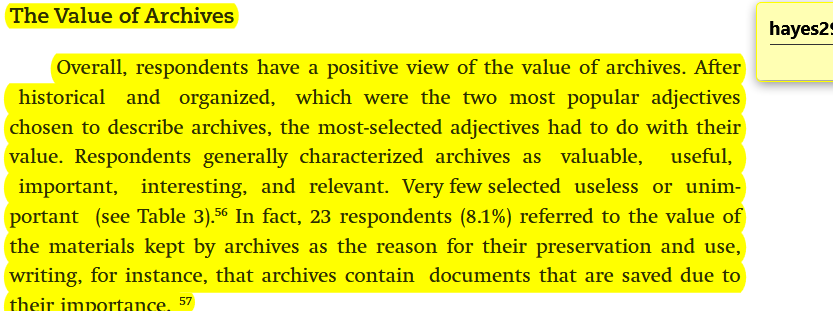 The Value of Archives
hayes29
Overall, respondents have a positive view of the value of archives. After
historical and organized, which were the two most popular adjectives
chosen to describe archives, the most-selected adjectives had to do with their
value. Respondents generally characterized archives as valuable, useful,
important, interesting, and relevant. Very few selected useless or unim-
portant (see Table 3).56 In fact, 23 respondents (8.1%) referred to the value of
the materials kept by archives as the reason for their preservation and use,
writing, for instance, that archives contain documents that are saved due to
their importance. 57